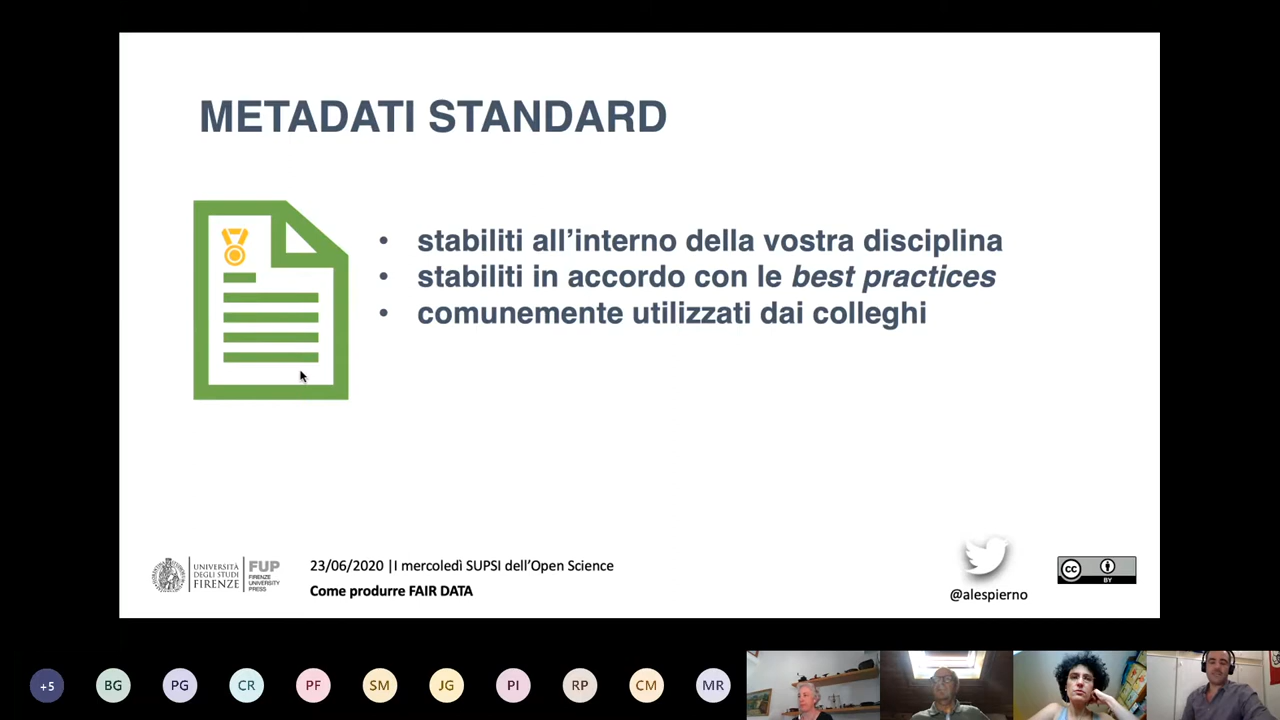 METADATI STANDARD
• stabiliti all’interno della vostra disciplina
• stabiliti in accordo con le best practices
• comunemente utilizzati dai colleghi
UNIVERSITÀ
DEGLI STUDI
FIRENZE
FUP
FIRENZE
UNIVERSITY
PRESS
23/06/2020 |I mercoledì SUPSI dell’Open Science
Come produrre FAIR DATA
@alespierno
CC
BY
+5 BG PG CR PF SM JG PI RP CM MR